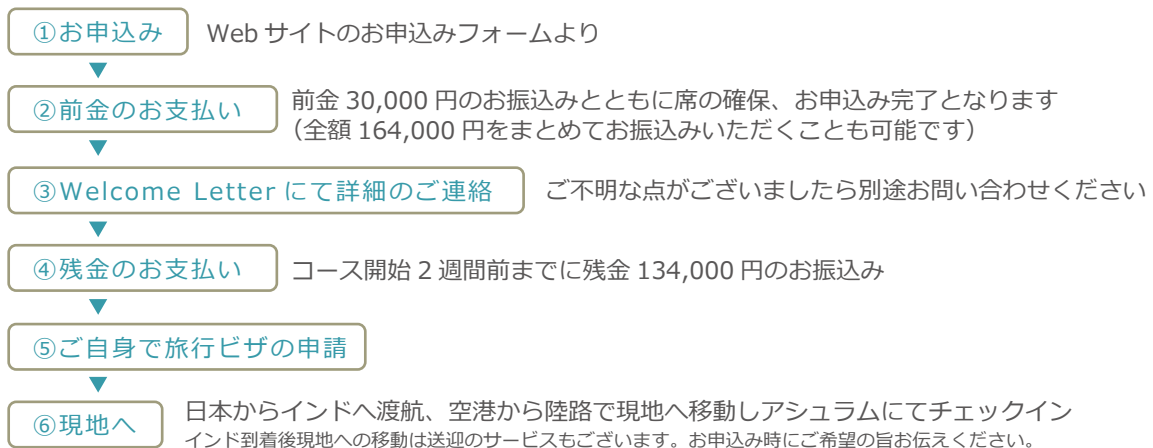 ①お申込み Web サイトのお申込みフォームより
②前金のお支払い 前金 30,000 円のお振込みとともに席の確保、お申込み完了となります
（全額 164,000 円をまとめてお振込みいただくことも可能です）
③Welcome Letter にて詳細のご連絡 ご不明な点がございましたら別途お問い合わせください
④残金のお支払い コース開始 2 週間前までに残金 134,000 円のお振込み
⑤ご自身で旅行ビザの申請
⑥現地へ 日本からインドへ渡航、空港から陸路で現地へ移動しアシュラムにてチェックイン
インド到着後現地への移動は送迎のサービスもございます。お申込み時にご希望の旨お伝えください。